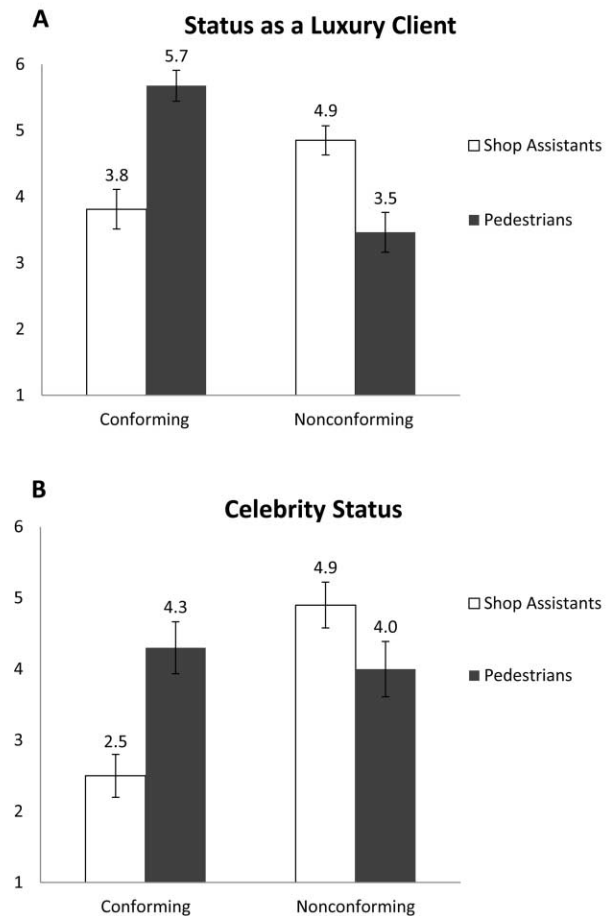 A
Status as a Luxury Client
6
5
4
3
2
1
3.8
5.7
4.9
3.5
Conforming
Nonconforming
Shop Assistants
Pedestrians
B
Celebrity Status
6
5
4
3
2
1
2.5
4.3
4.9
4.0
Conforming
Nonconforming
Shop Assistants
Pedestrians